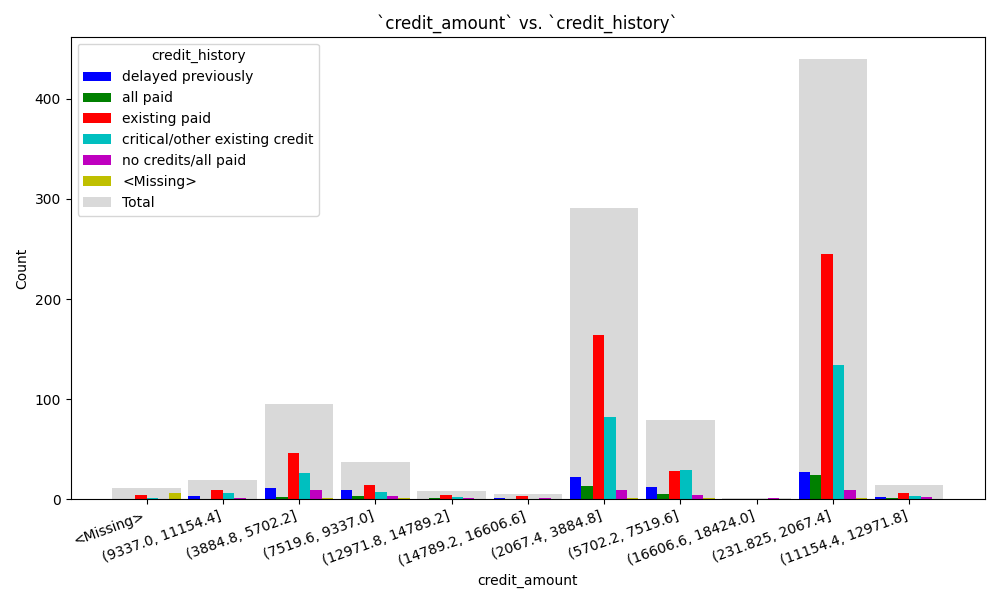 `credit_amount` vs. `credit_history`
credit_history
delayed previously
all paid
existing paid
critical/other existing credit
no credits/all paid
<Missing>
Total
Count
400
300
200
100
0
<Missing>
(9337.0, 11154.4]
(3884.8, 5702.2]
(7519.6, 9337.0]
(12971.8, 14789.2]
(14789.2, 16606.6]
(2067.4, 3884.8]
(5702.2, 7519.6]
(16606.6, 18424.0]
(231.825, 2067.4]
(11154.4, 12971.8]
credit_amount